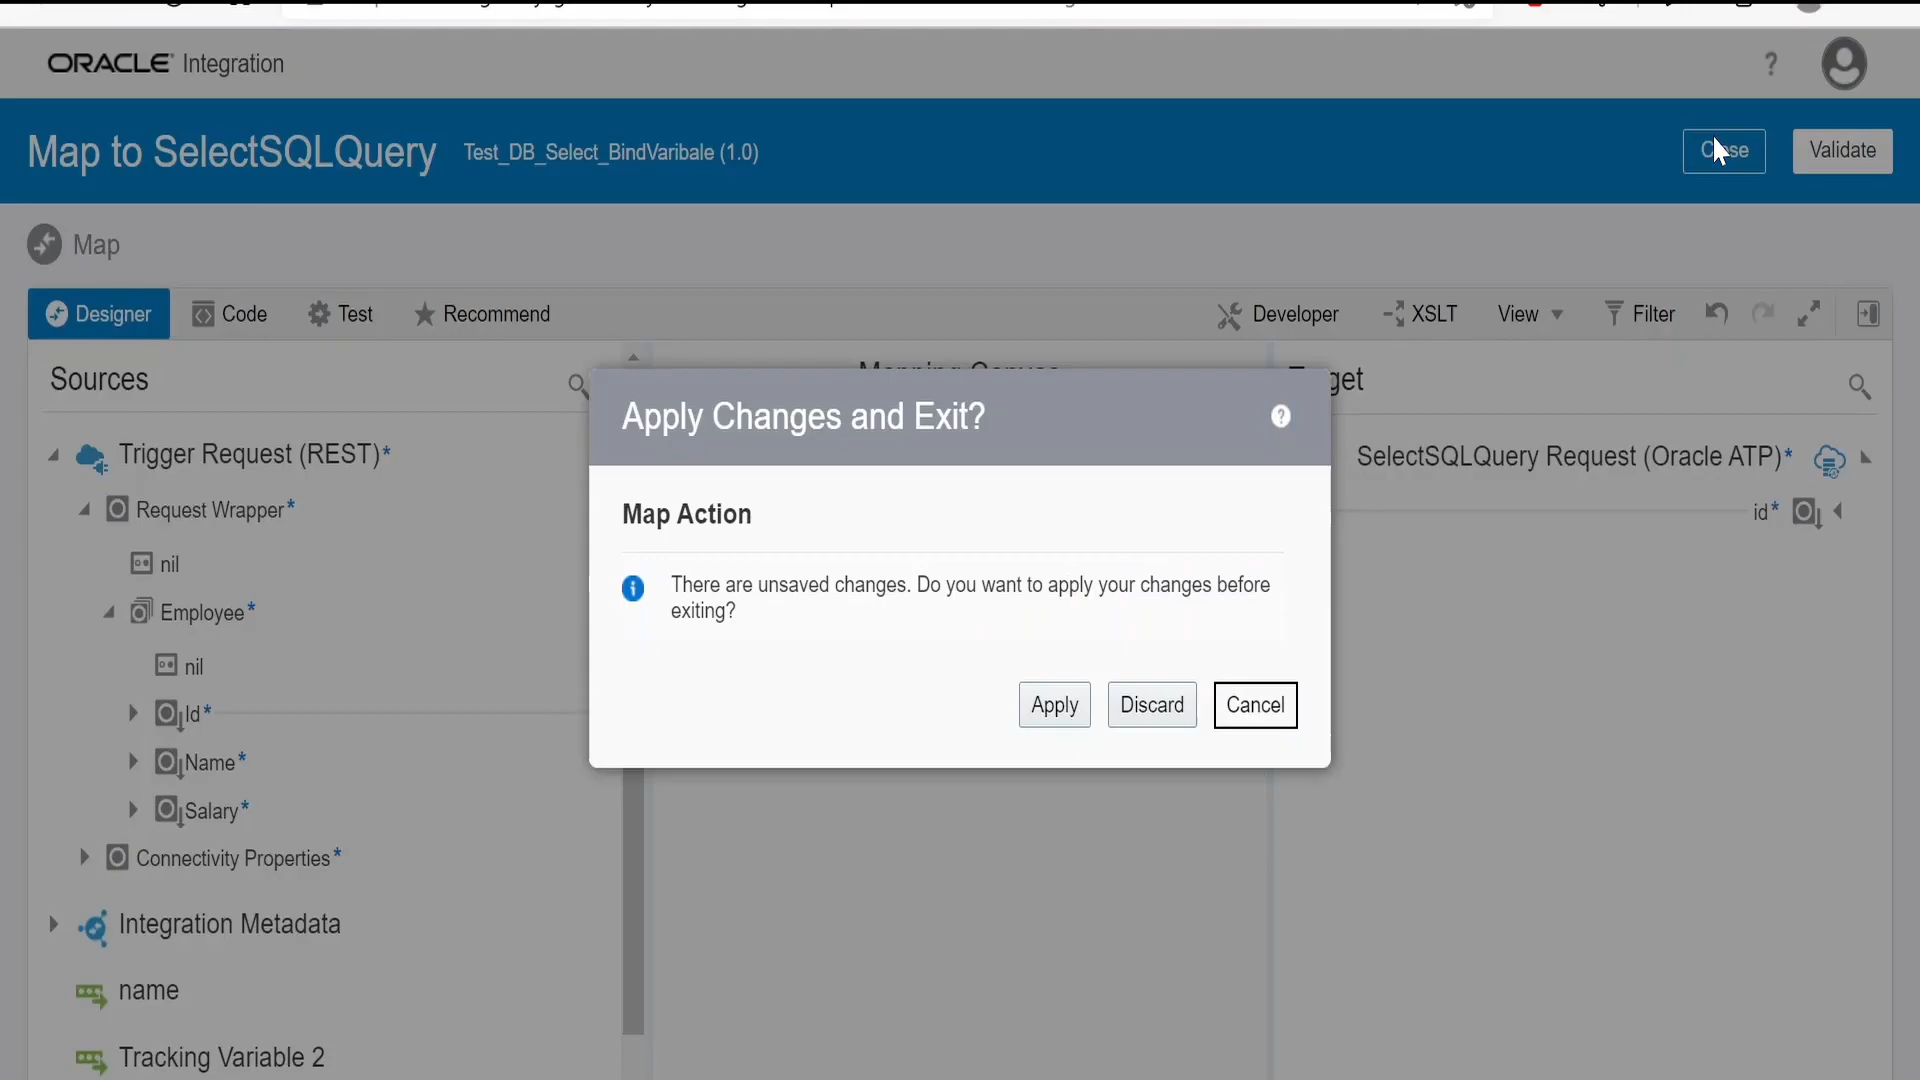 ORACLE Integration
?
Map to SelectSQLQuery Test_DB_Select_BindVaribale (1.0)
Validate
Map
Designer Code Test Recommend Developer XSLT View Filter
Sources
Apply Changes and Exit? ?
Map Action
There are unsaved changes. Do you want to apply your changes before
exiting?
Apply Discard Cancel
Trigger Request (REST)*
Request Wrapper*
nil
Employee*
nil
Id*
Name*
Salary*
Connectivity Properties*
Integration Metadata
name
Tracking Variable 2
SelectSQLQuery Request (Oracle ATP)*
id*